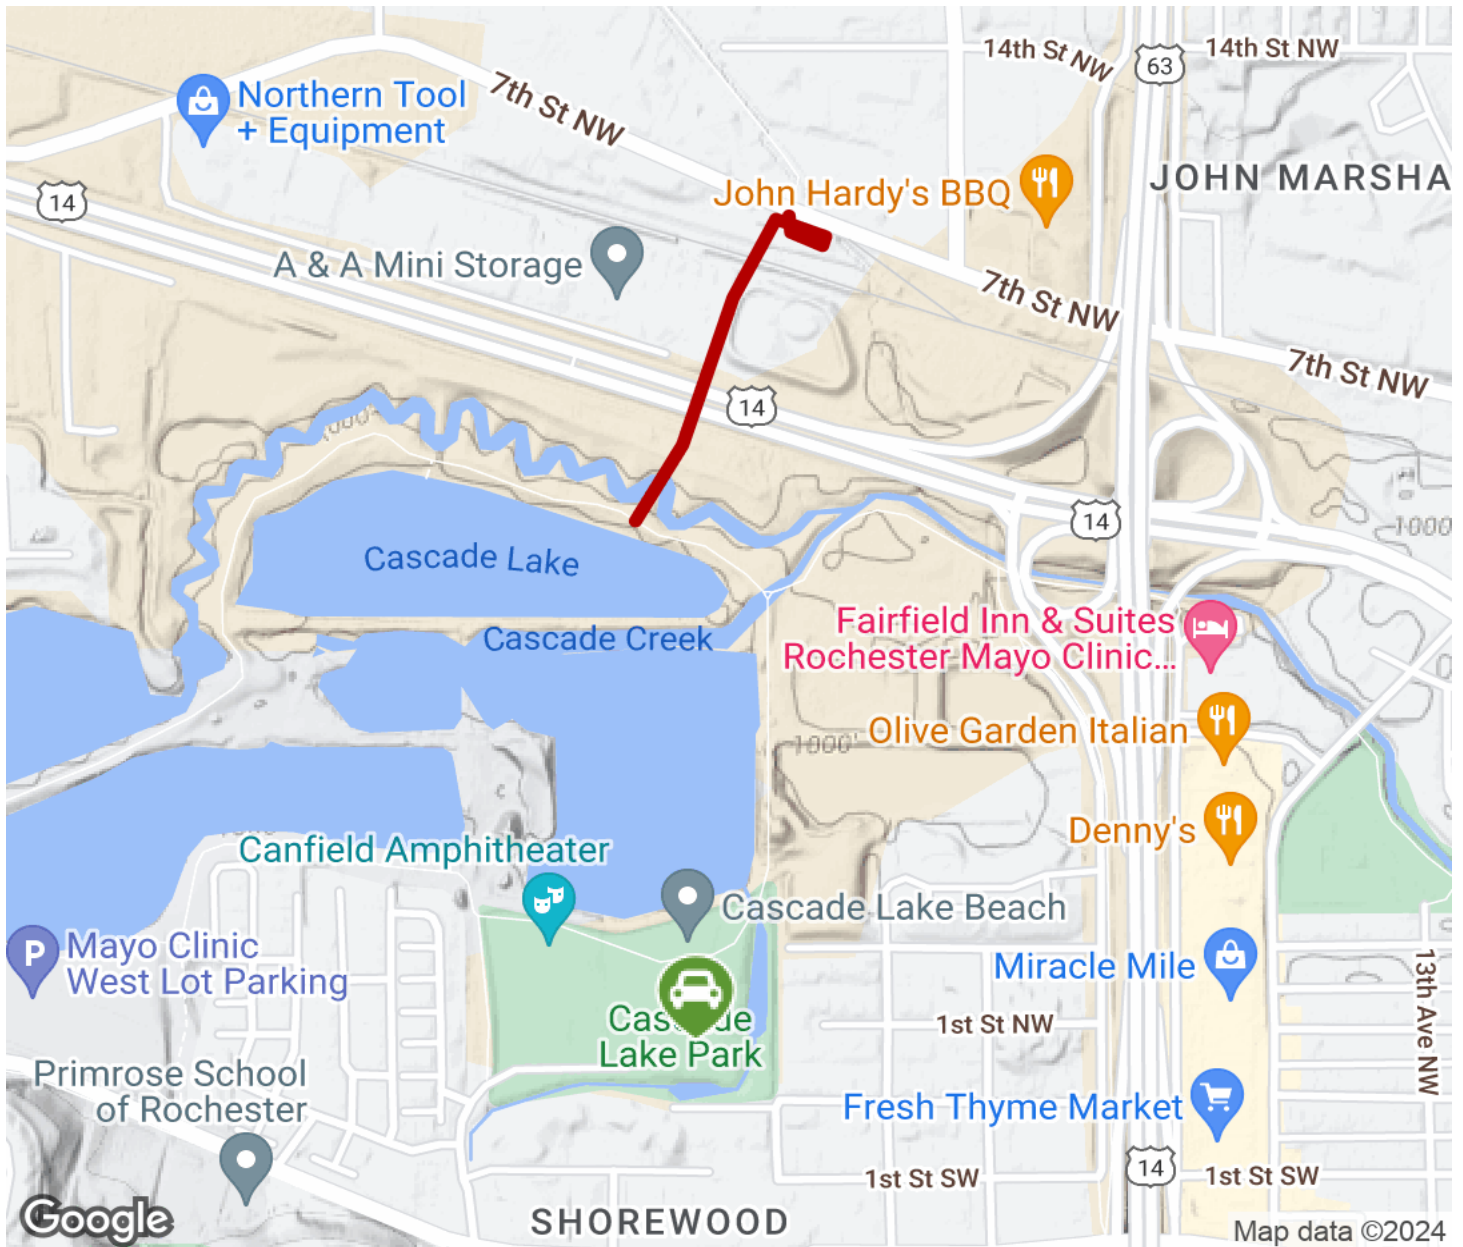 14th St NW
63
14th St NW
7th St NW
Northern Tool
+ Equipment
JOHN MARSHA
John Hardy's BBQ
14
A & A Mini Storage
7th St NW
7th St NW
14
1000'
14
1000
Cascade Lake
Cascade Creek
Fairfield Inn & Suites
Rochester Mayo Clinic...
Olive Garden Italian
1000'
Denny's
Canfield Amphitheater
Cascade Lake Beach
P
Mayo Clinic
West Lot Parking
Miracle Mile
13th Ave NW
1st St NW
Lake Park
Primrose School
of Rochester
Fresh Thyme Market
14
1st St SW
1st St SW
SHOREWOOD
Google
Map data ©2024